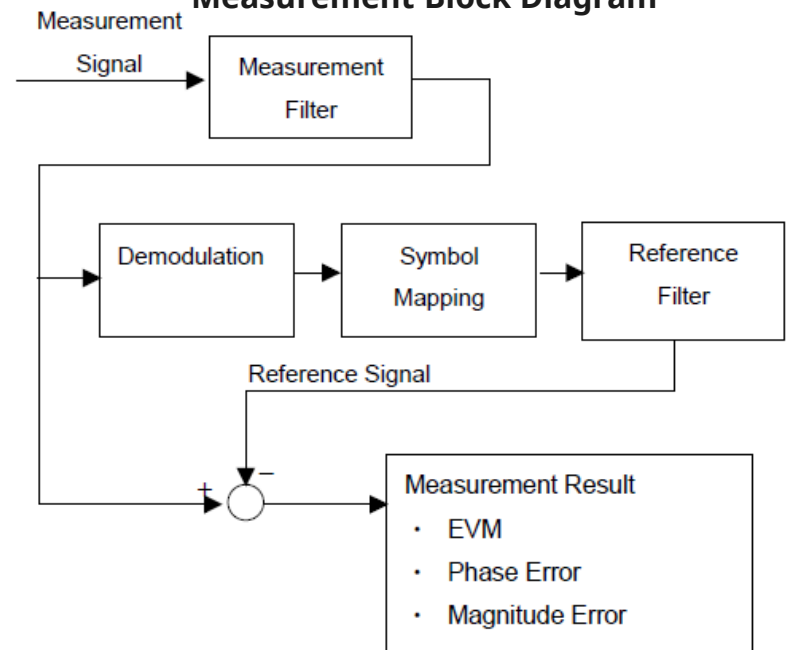 Measurement Block Diagram
Measurement
Signal
Measurement
Filter
Demodulation
Symbol
Mapping
Reference
Filter
Reference Signal
−
+
Measurement Result
・ EVM
・ Phase Error
・ Magnitude Error